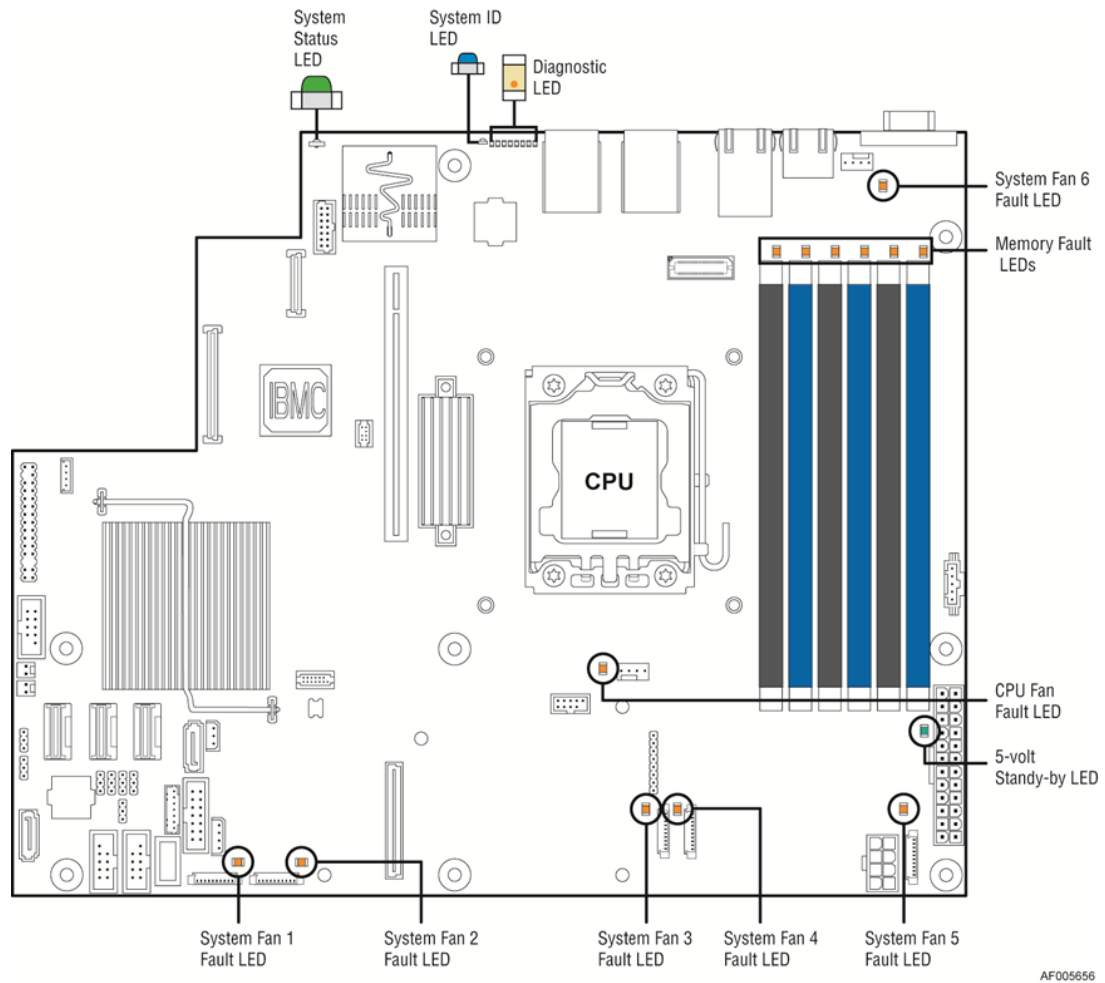 System
Status
LED
System ID
LED
Diagnostic
LED
System Fan 6
Fault LED
Memory Fault
LEDs
IBMC
CPU
CPU Fan
Fault LED
5-volt
Standy-by LED
System Fan 1
Fault LED
System Fan 2
Fault LED
System Fan 3
Fault LED
System Fan 4
Fault LED
System Fan 5
Fault LED
AF005656